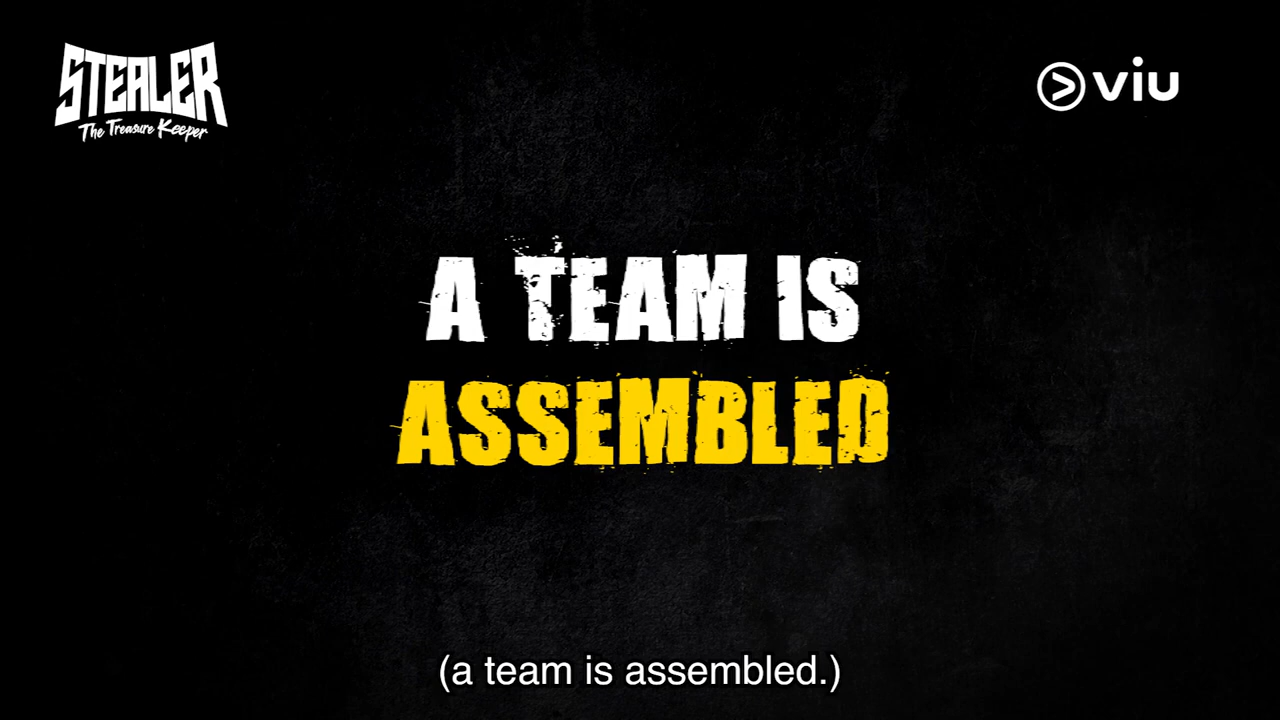 STEALER
The Treasure Keeper
viu
A TEAM IS
ASSEMBLED
(a team is assembled.)